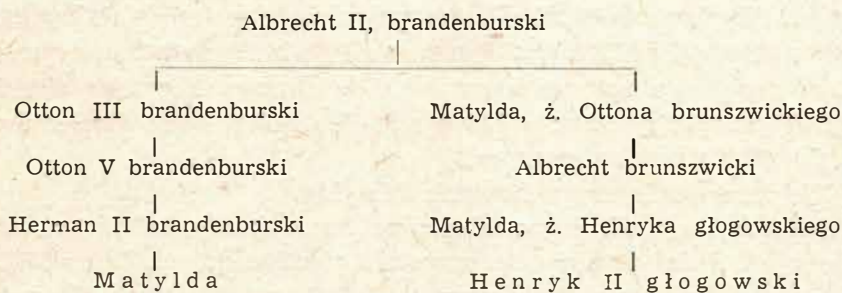 Albrecht II, brandenburski
Otton III brandenburski Matylda, ż. Ottona brunszwickiego
Otton V brandenburski Albrecht brunszwicki
Herman II brandenburski Matylda, ż. Henryka głogowskiego
Matylda Henryk II głogowski